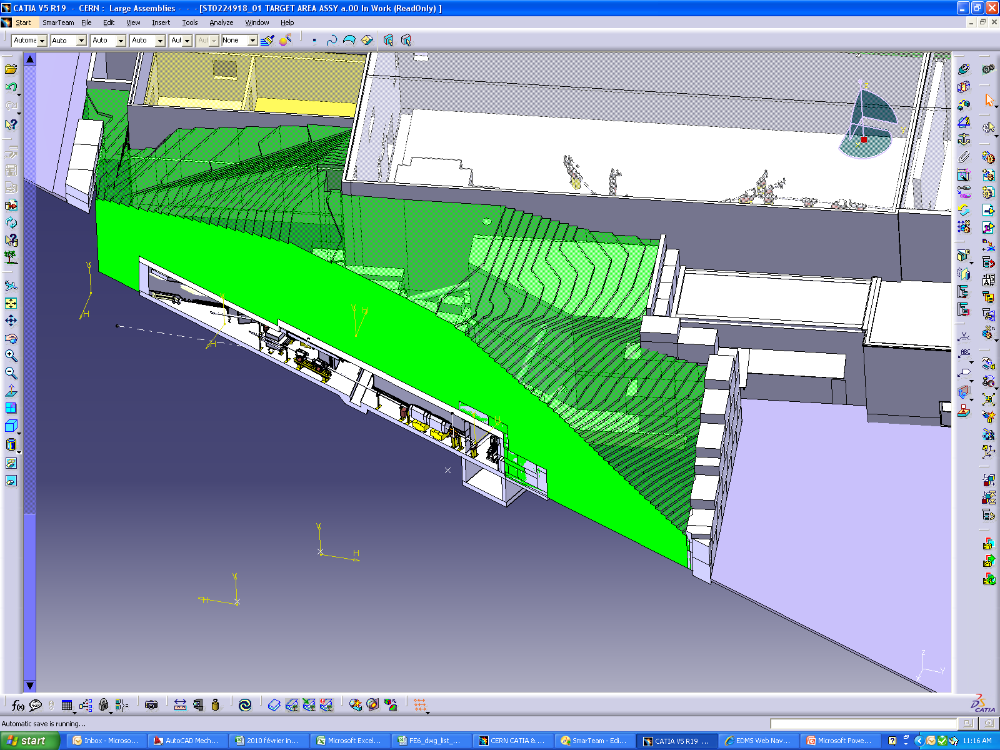 CATIA V5 R19 - CERN : Large Assemblies - - - [ST0224918_01 TARGET AREA ASSY a.00 In Work (ReadOnly) ]
Start SmarTeam File Edit View Insert Tools Analyze Window Help
Automa Auto Auto Auto Aut Aut None
V
H
V
H
V H
V
H
V
H
V
H
Y
ABC
z
y
x
f(x)
DS CATIA
Automatic save is running...
start Inbox - Microso... AutoCAD Mech... 2010 février in... Microsoft Excel... FE6_dwg_list_... CERN CATIA & ... SmarTeam - Edi... CATIA V5 R19 ... EDMS Web Nav... Microsoft Powe... 11:16 AM